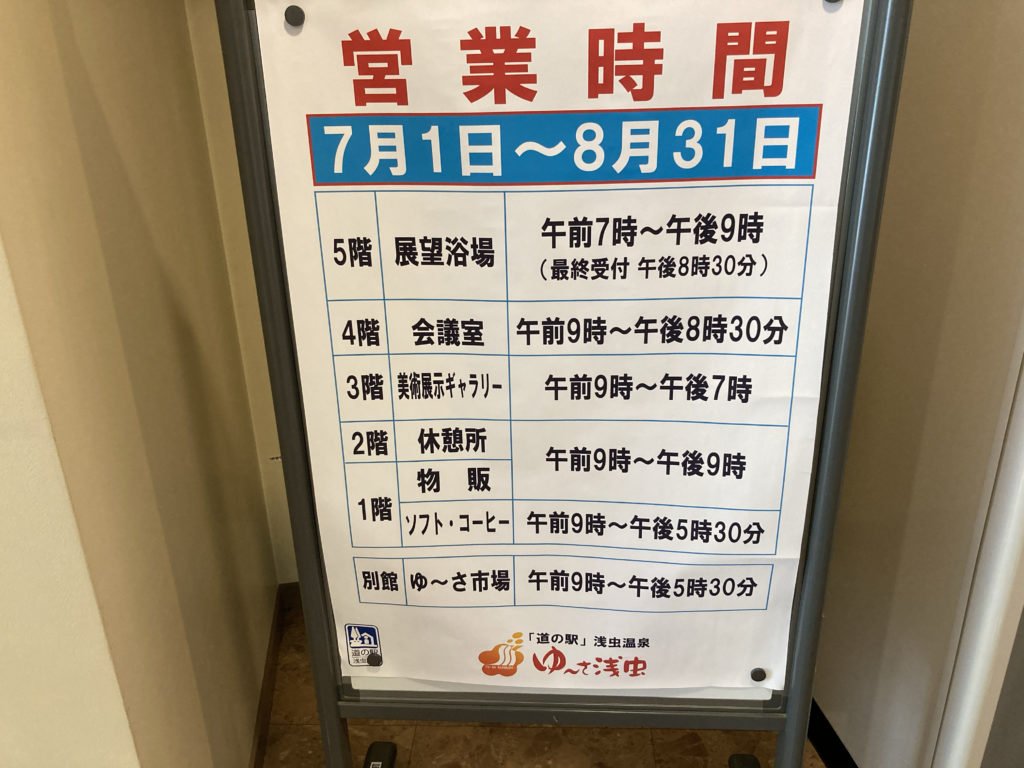 営業時間
7月1日～8月31日
5階 展望浴場 午前7時～午後9時
（最終受付 午後8時30分）
4階 会議室 午前9時～午後8時30分
3階 美術展示ギャラリー 午前9時～午後7時
2階 休憩所 午前9時～午後9時
1階 物販
ソフト・コーヒー 午前9時～午後5時30分
別館 ゆ～さ市場 午前9時～午後5時30分
道の駅
浅虫
「道の駅」浅虫温泉
ゆ～さ浅虫